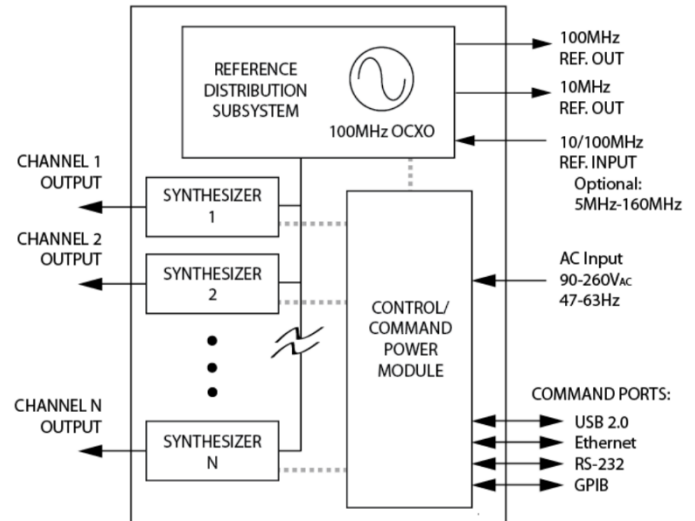 REFERENCE
DISTRIBUTION
SUBSYSTEM
100MHz OCXO
100MHz
REF. OUT
10MHz
REF. OUT
10/100MHz
REF. INPUT
Optional:
5MHz-160MHz
CHANNEL 1
OUTPUT
SYNTHESIZER
1
CHANNEL 2
OUTPUT
SYNTHESIZER
2
CHANNEL N
OUTPUT
SYNTHESIZER
N
CONTROL/
COMMAND
POWER
MODULE
AC Input
90-260VAC
47-63Hz
COMMAND PORTS:
USB 2.0
Ethernet
RS-232
GPIB